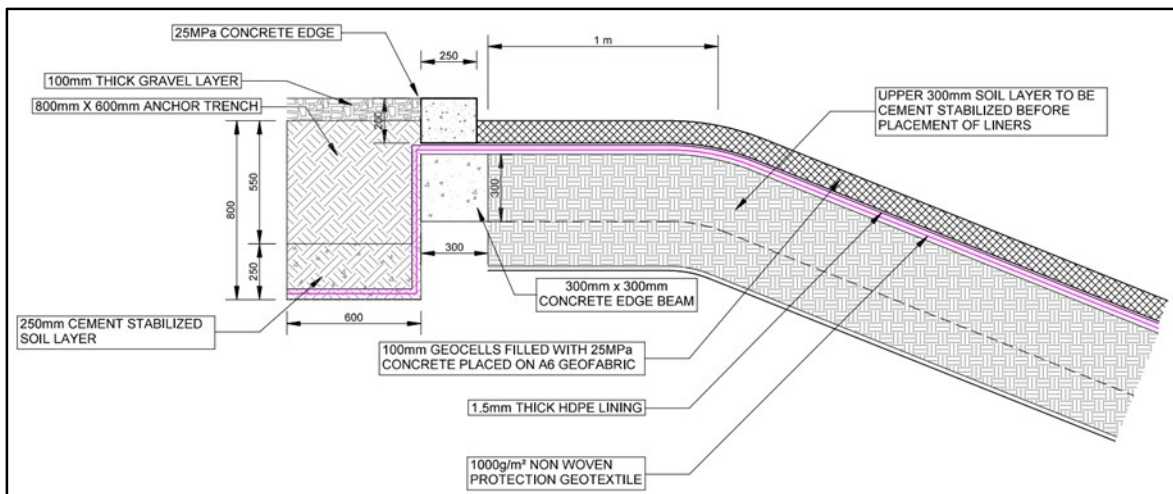 25MPa CONCRETE EDGE
250
1 m
100mm THICK GRAVEL LAYER
800mm X 600mm ANCHOR TRENCH
200
UPPER 300mm SOIL LAYER TO BE
CEMENT STABILIZED BEFORE
PLACEMENT OF LINERS
800
550
300
250
300
600
300mm x 300mm
CONCRETE EDGE BEAM
250mm CEMENT STABILIZED
SOIL LAYER
100mm GEOCELLS FILLED WITH 25MPa
CONCRETE PLACED ON A6 GEOFABRIC
1.5mm THICK HDPE LINING
1000g/m² NON WOVEN
PROTECTION GEOTEXTILE